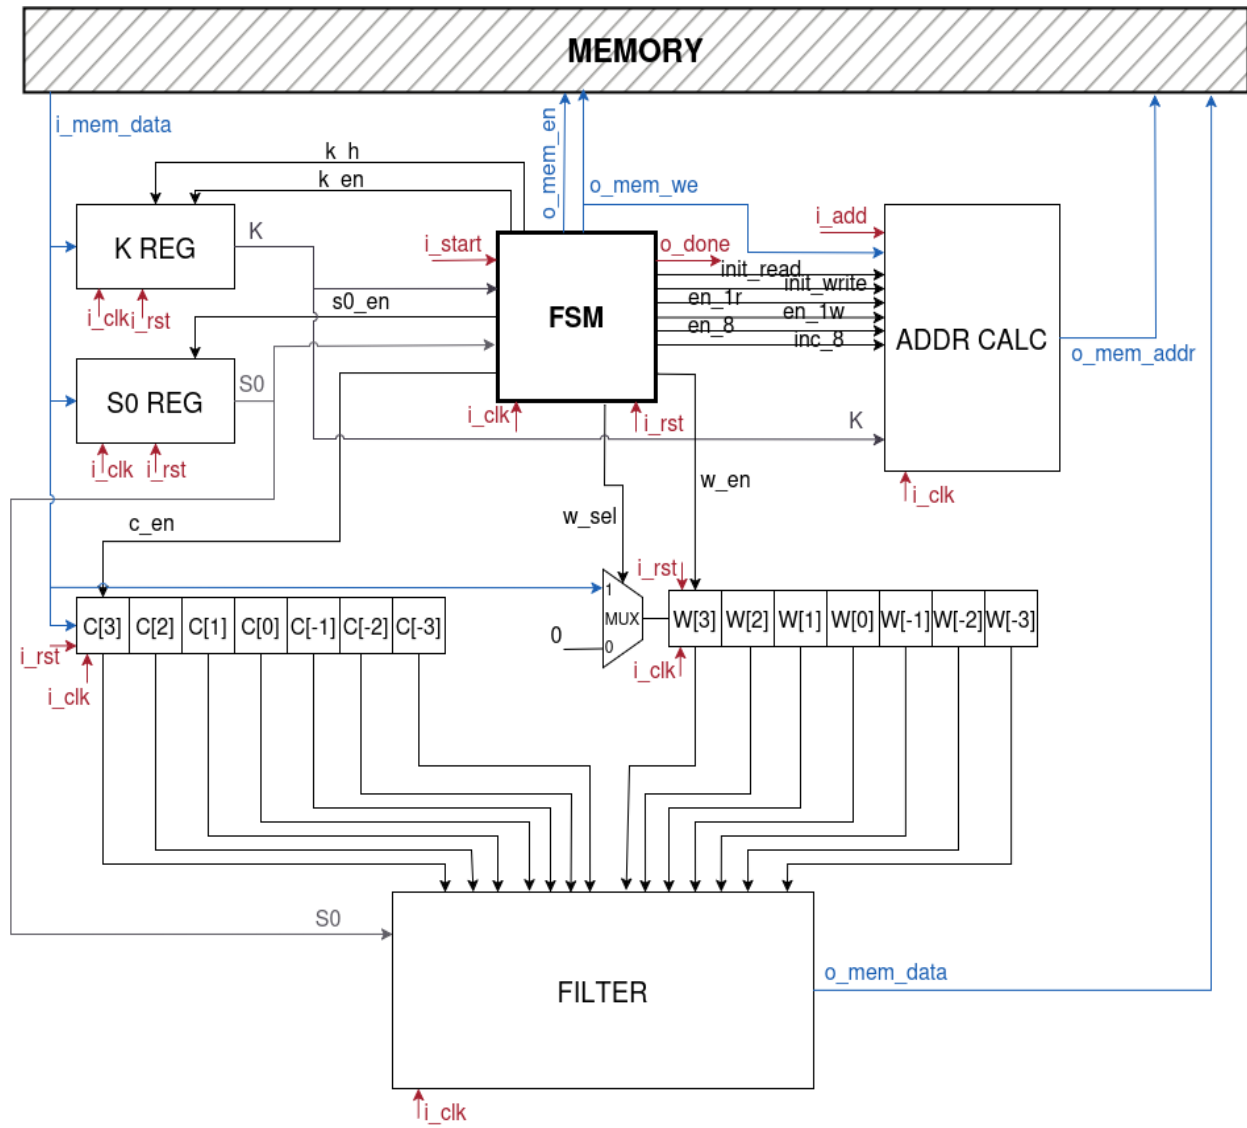 MEMORY
i_mem_data
o_mem_en
k h
k_en
o_mem_we
K REG
K
i_start
o_done
i_add
init_read
init_write
en_1r
en_1w
en_8
inc_8
FSM
ADDR CALC
i_clk
i_rst
s0_en
o_mem_addr
S0 REG
S0
i_clk
i_rst
i_clk
i_rst
K
w_en
i_clk
c_en
w_sel
i_rst
1
MUX
0
0
C[3]
C[2]
C[1]
C[0]
C[-1]
C[-2]
C[-3]
W[3]
W[2]
W[1]
W[0]
W[-1]
W[-2]
W[-3]
i_rst
i_clk
i_clk
S0
FILTER
o_mem_data
i_clk